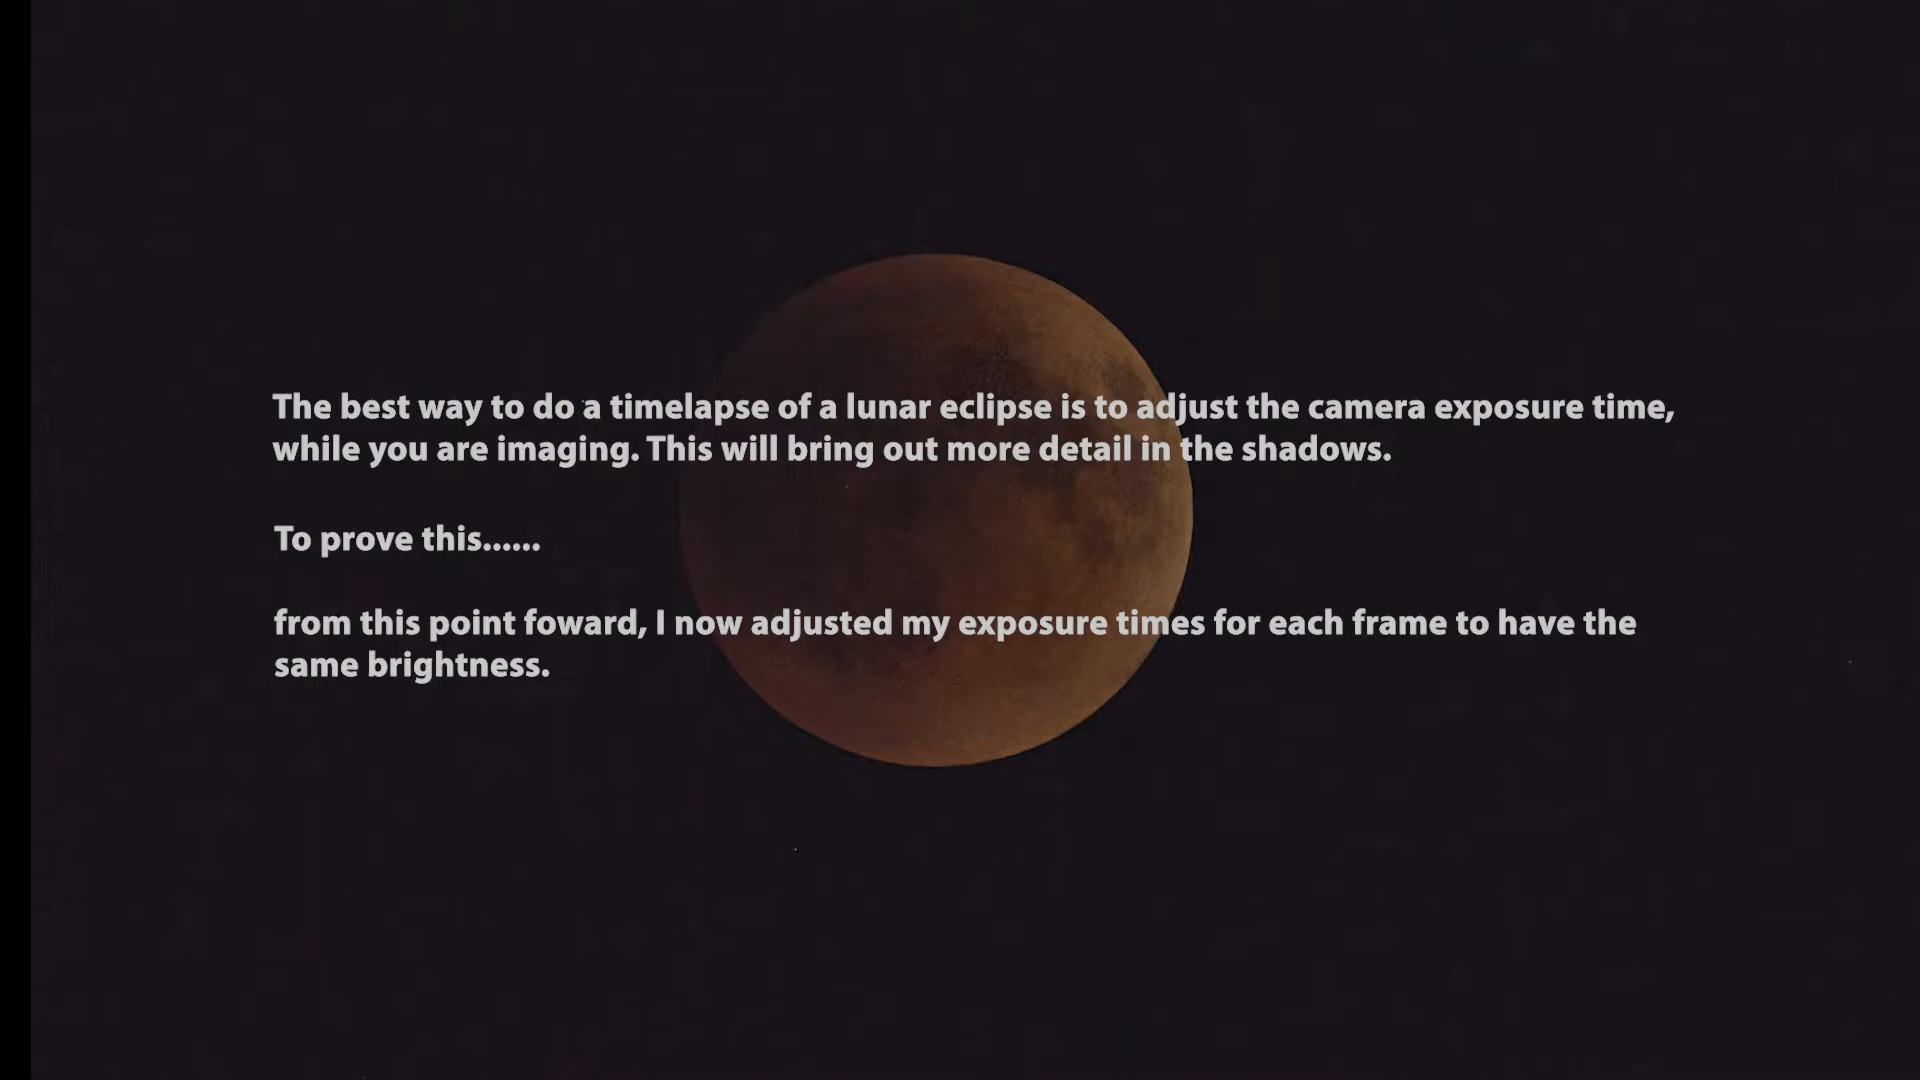 The best way to do a timelapse of a lunar eclipse is to adjust the camera exposure time,
while you are imaging. This will bring out more detail in the shadows.
To prove this......
from this point foward, I now adjusted my exposure times for each frame to have the
same brightness.